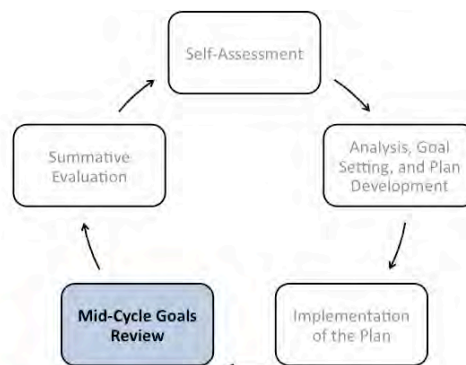 Self-Assessment
Analysis, Goal
Setting, and Plan
Development
Implementation
of the Plan
Mid-Cycle Goals
Review
Summative
Evaluation